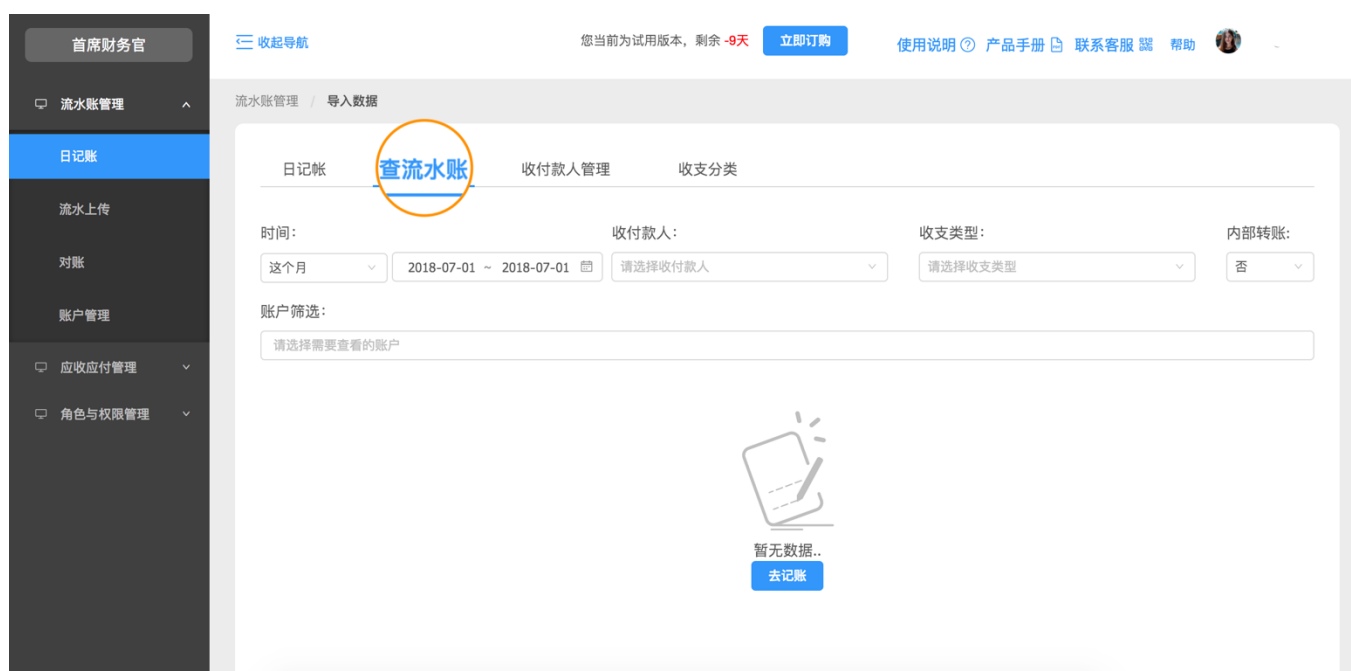 首席财务官
收起导航
您当前为试用版本，剩余 -9天 立即订购
使用说明 产品手册 联系客服 帮助
流水账管理
日记账
流水上传
对账
账户管理
应收应付管理
角色与权限管理
流水账管理 / 导入数据
日记帐 查流水账 收付款人管理 收支分类
时间： 收付款人： 收支类型： 内部转账:
这个月 2018-07-01 ~ 2018-07-01 请选择收付款人 请选择收支类型 否
账户筛选：
请选择需要查看的账户
暂无数据..
去记账